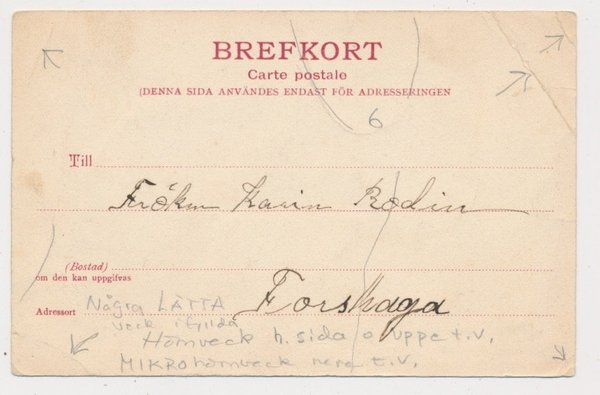 BREFKORT
Carte postale
(DENNA SIDA ANVÄNDES ENDAST FÖR ADRESSERINGEN
6
Till
Fröken Karin Rodin
(Bostad)
om den kan uppgifvas
Adressort Forshaga
Några LÄTTA
veck ifyllda
Hörnveck h. sida o uppe t.v.
MIKROhörnveck nere t.v.